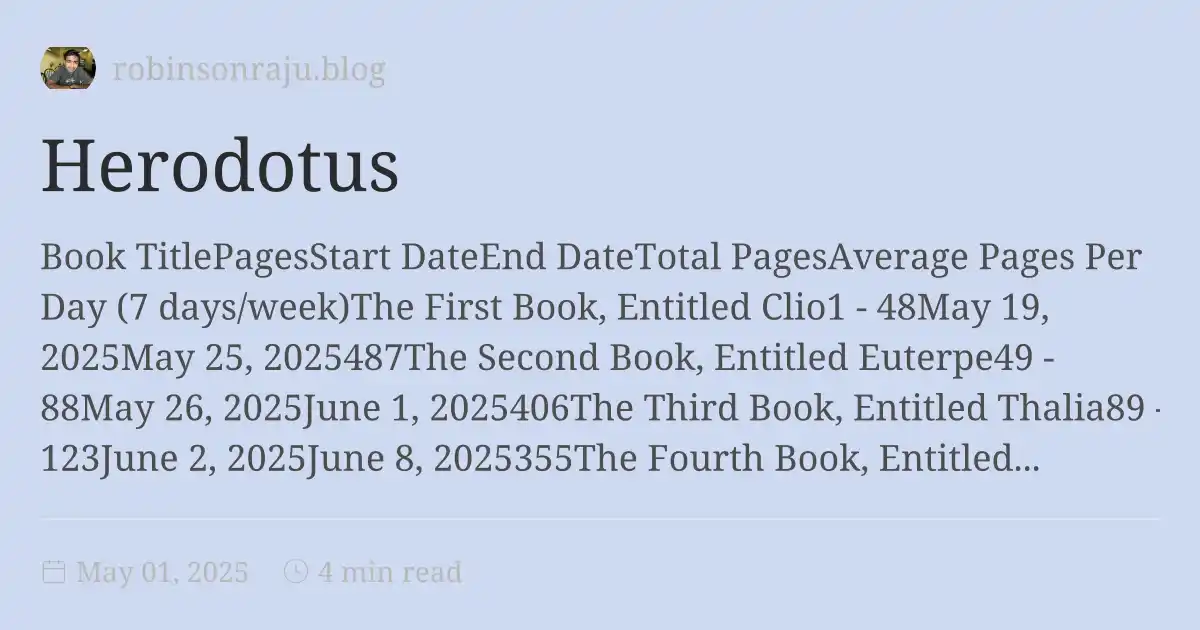 robinsonraju.blog
Herodotus
Book TitlePagesStart DateEnd DateTotal PagesAverage Pages Per
Day (7 days/week)The First Book, Entitled Clio1 - 48May 19,
2025May 25, 2025487The Second Book, Entitled Euterpe49 -
88May 26, 2025June 1, 2025406The Third Book, Entitled Thalia89 -
123June 2, 2025June 8, 2025355The Fourth Book, Entitled...
May 01, 2025 4 min read